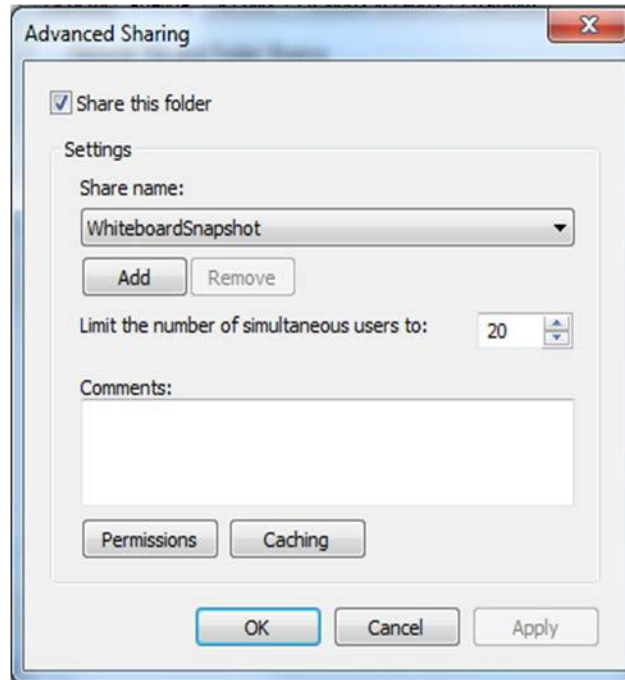 Advanced Sharing
Share this folder
Settings
Share name:
WhiteboardSnapshot
Add Remove
Limit the number of simultaneous users to: 20
Comments:
Permissions Caching
OK Cancel Apply